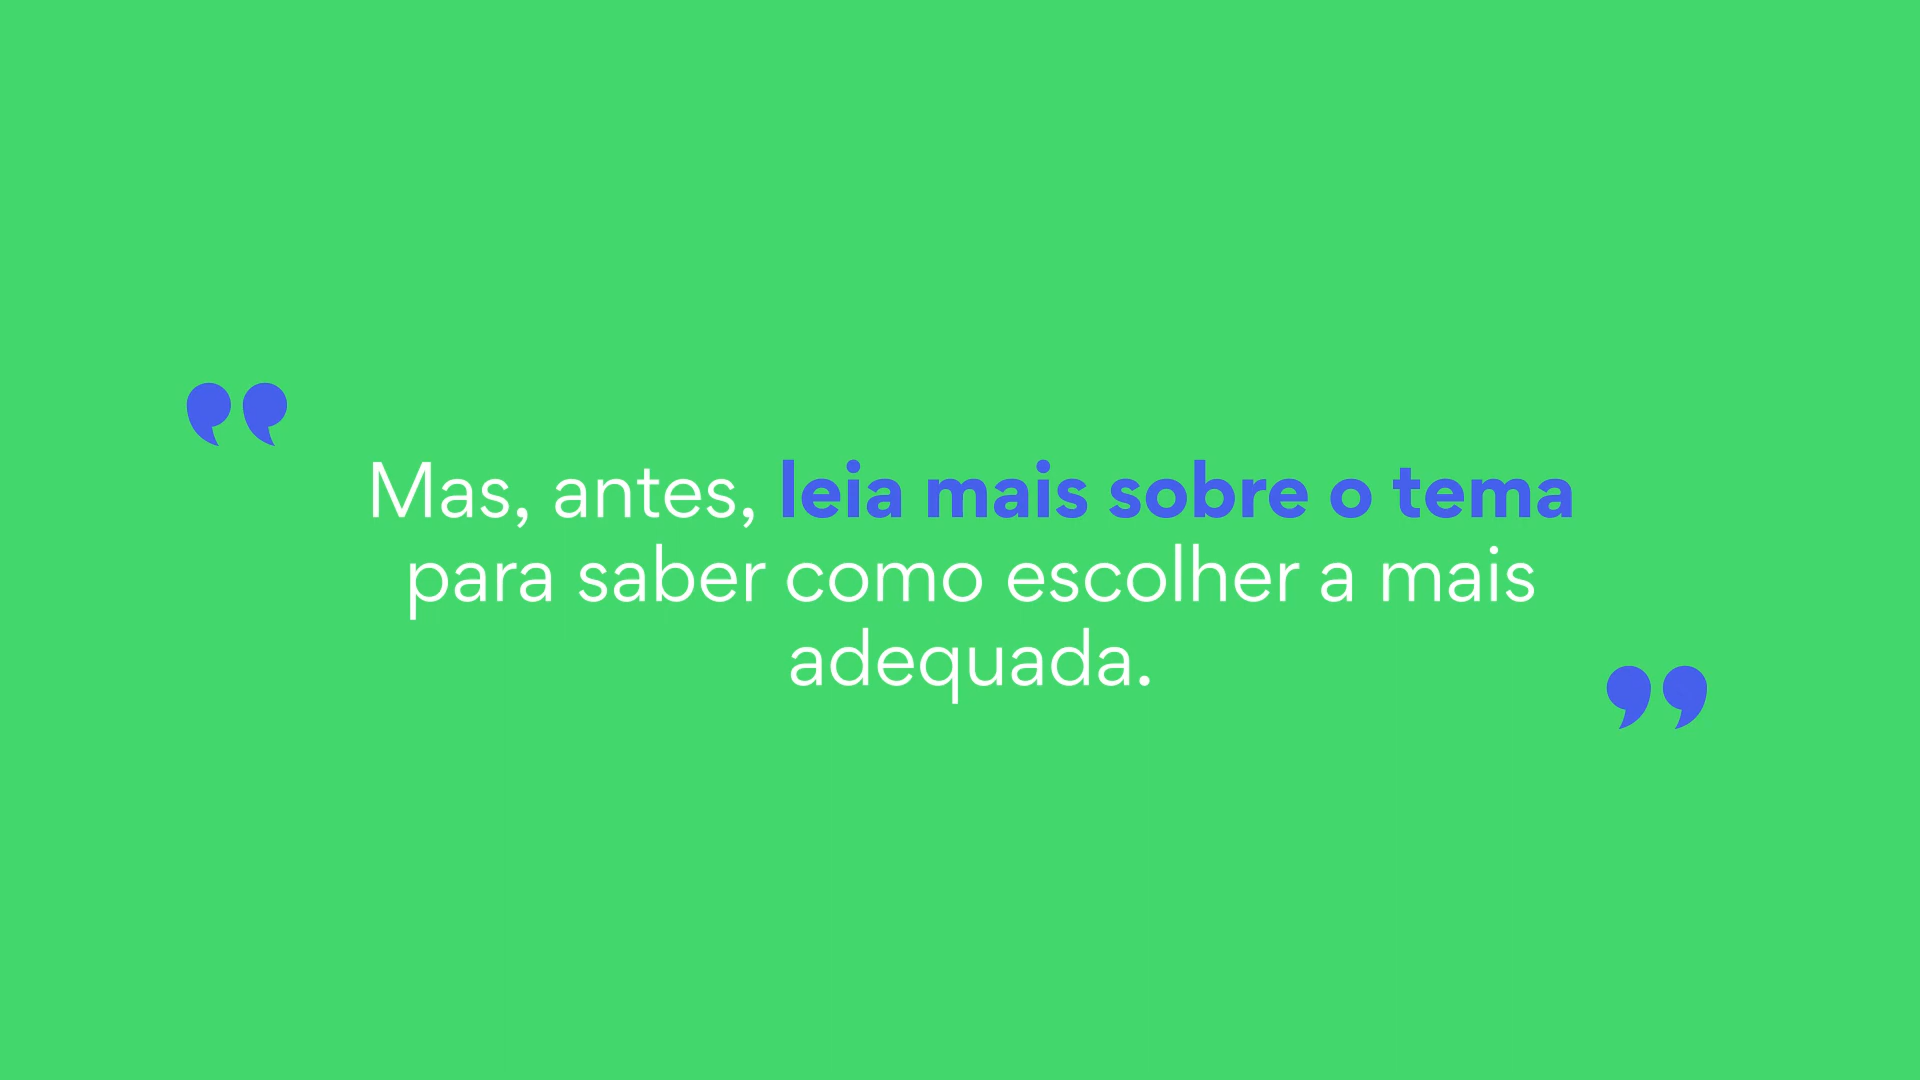 Mas, antes, leia mais sobre o tema
para saber como escolher a mais
adequada.